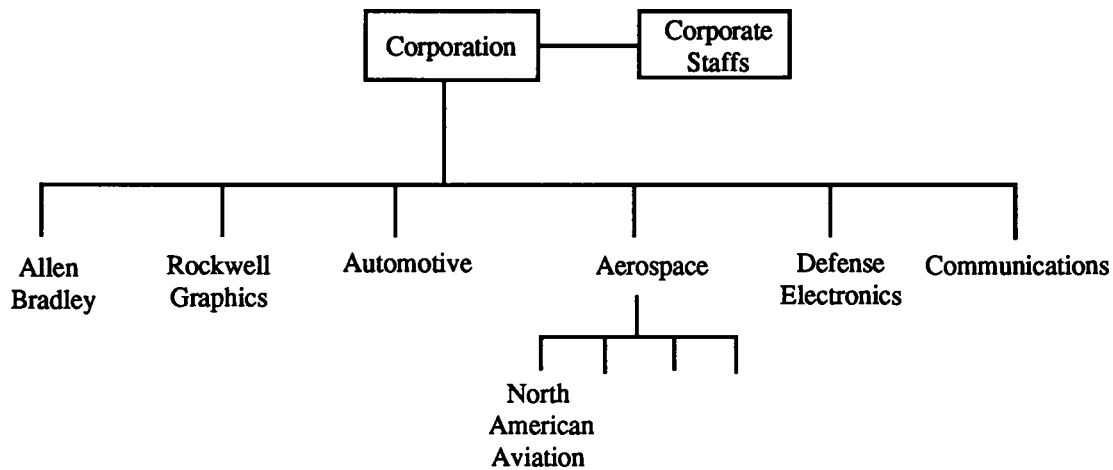 Corporation
Corporate
Staffs
Allen
Bradley
Rockwell
Graphics
Automotive
Aerospace
Defense
Electronics
Communications
North
American
Aviation